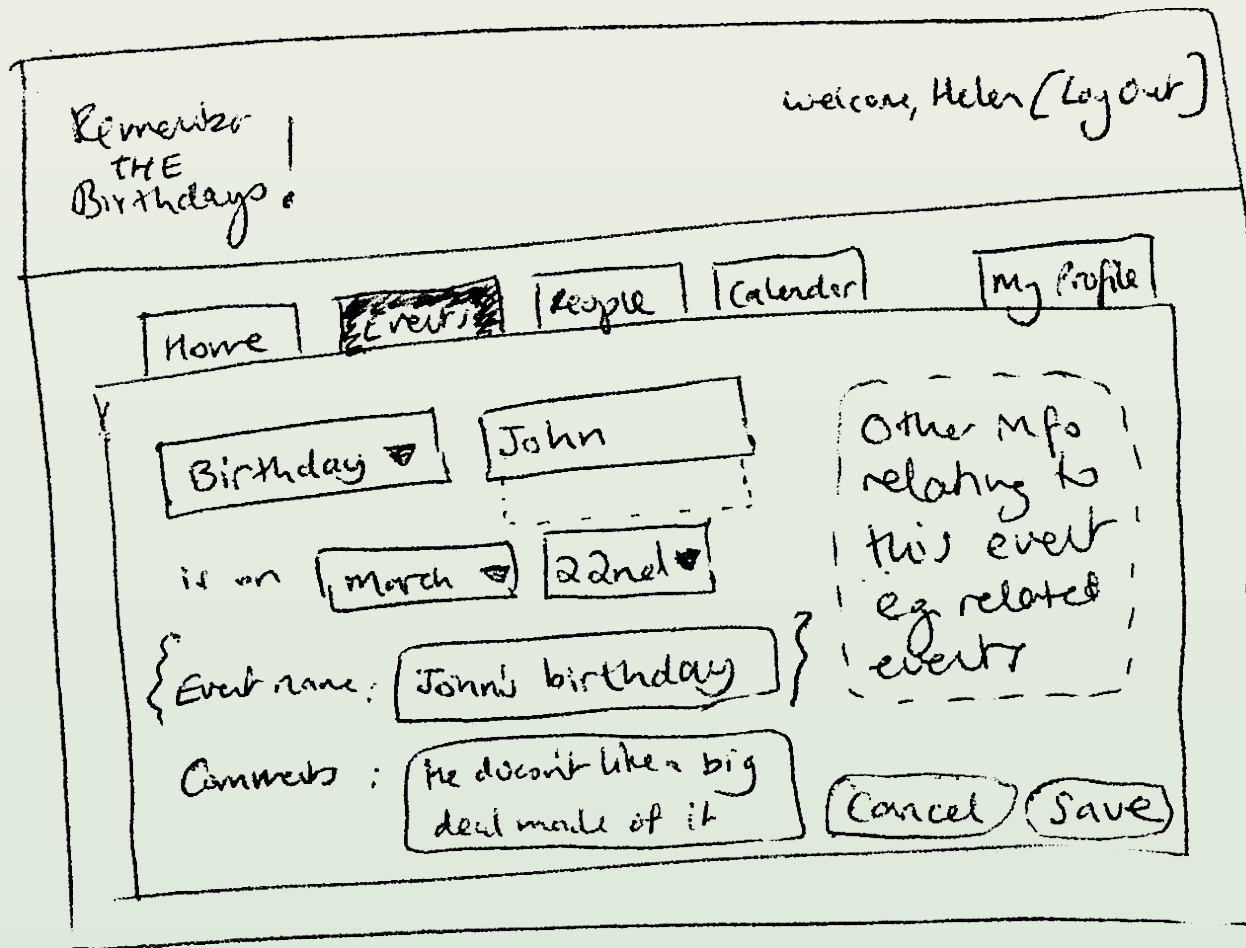 Remember
THE
Birthdays!
welcome, Helen [Log Out]
Home
Events
People
Calendar
My Profile
Birthday
John
is on March 22nd
{Event name: John's birthday}
Comments: He doesn't like a big
deal made of it
Other info
relating to
this event
eg related
events
Cancel
Save